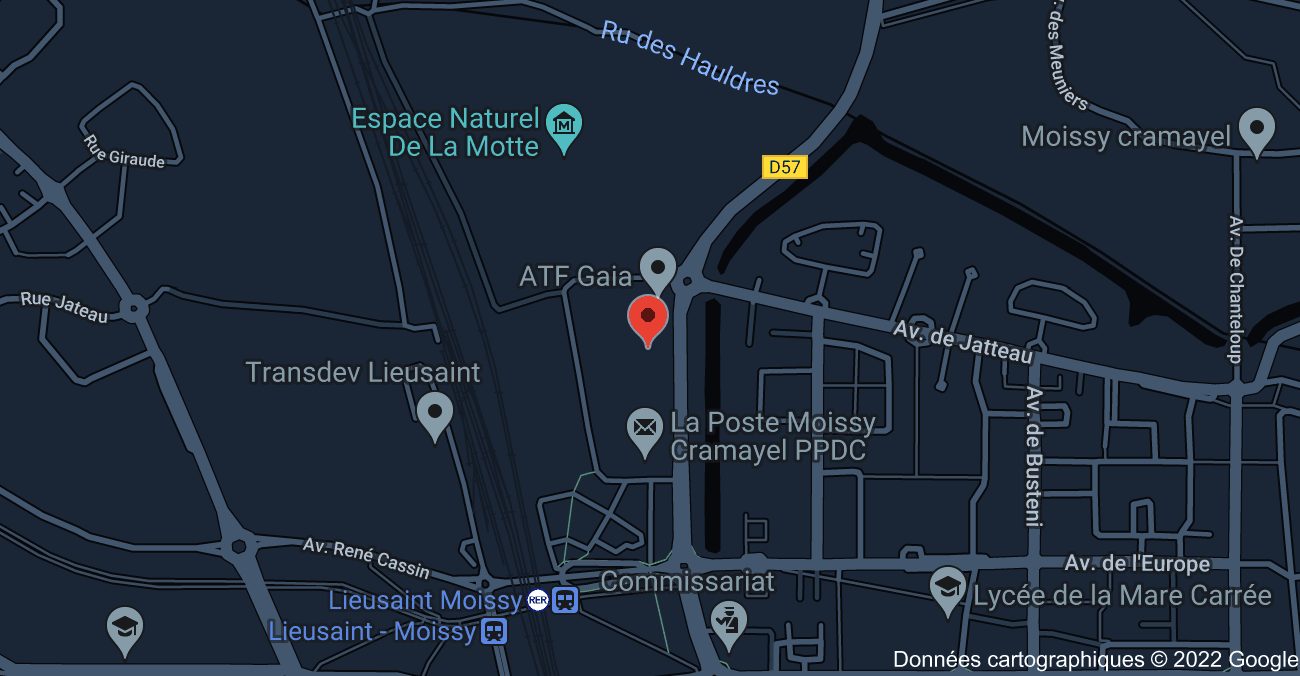 Ru des Hauldres
. des Meuniers
Espace Naturel
De La Motte
Moissy cramayel
Rue Giraude
D57
Av. De Chanteloup
ATF Gaia
Rue Jateau
Av. de Jatteau
Transdev Lieusaint
Av. de Busteni
La Poste Moissy
Cramayel PPDC
Av. René Cassin
Av. de l'Europe
Commissariat
Lieusaint Moissy RER
Lycée de la Mare Carrée
Lieusaint - Moissy
Données cartographiques © 2022 Google